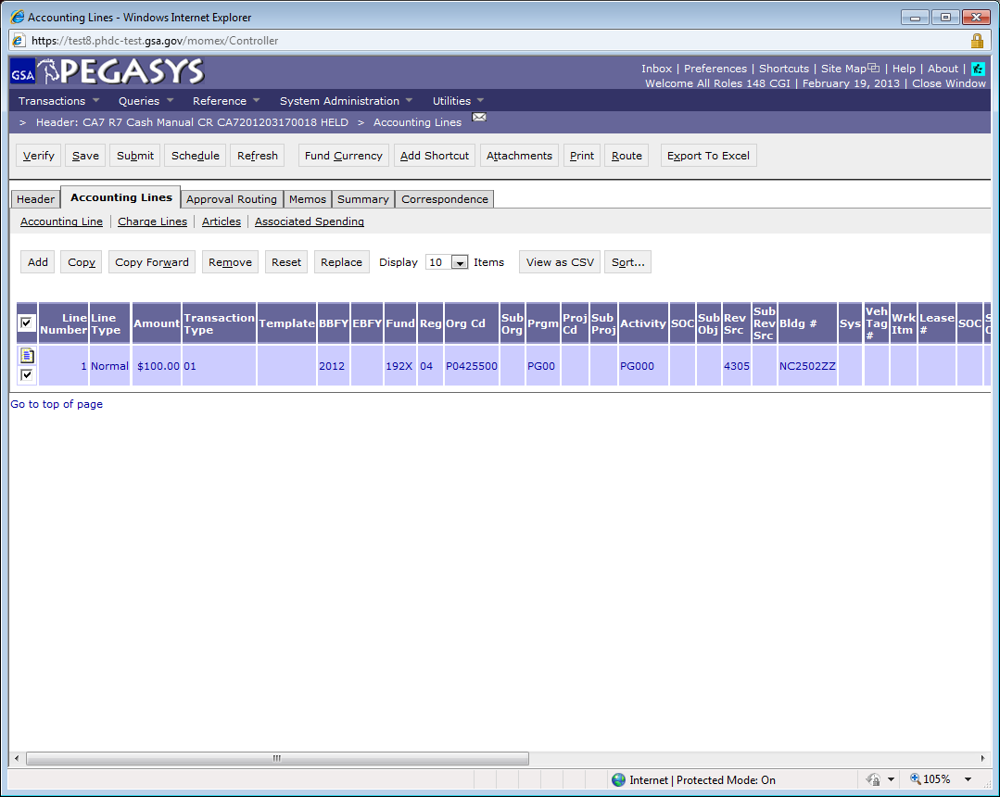 Accounting Lines - Windows Internet Explorer
https://test8.phdc-test.gsa.gov/momex/Controller
GSA PEGASYS
Inbox | Preferences | Shortcuts | Site Map | Help | About |
Welcome All Roles 148 CGI | February 19, 2013 | Close Window
Transactions Queries Reference System Administration Utilities
> Header: CA7 R7 Cash Manual CR CA7201203170018 HELD > Accounting Lines
Verify Save Submit Schedule Refresh Fund Currency Add Shortcut Attachments Print Route Export To Excel
Header Accounting Lines Approval Routing Memos Summary Correspondence
Accounting Line | Charge Lines | Articles | Associated Spending
Add Copy Copy Forward Remove Reset Replace Display 10 Items View as CSV Sort...
Line Number Line Type Amount Transaction Type Template BBFY EBFY Fund Reg Org Cd Sub Org Prgm Proj Cd Sub Proj Activity SOC Sub Obj Rev Src Sub Rev Src Bldg # Sys Veh Tag # Wrk Itm Lease # SOC
1 Normal $100.00 01 2012 192X 04 P0425500 PG00 PG000 4305 NC2502ZZ
Go to top of page
Internet | Protected Mode: On 105%